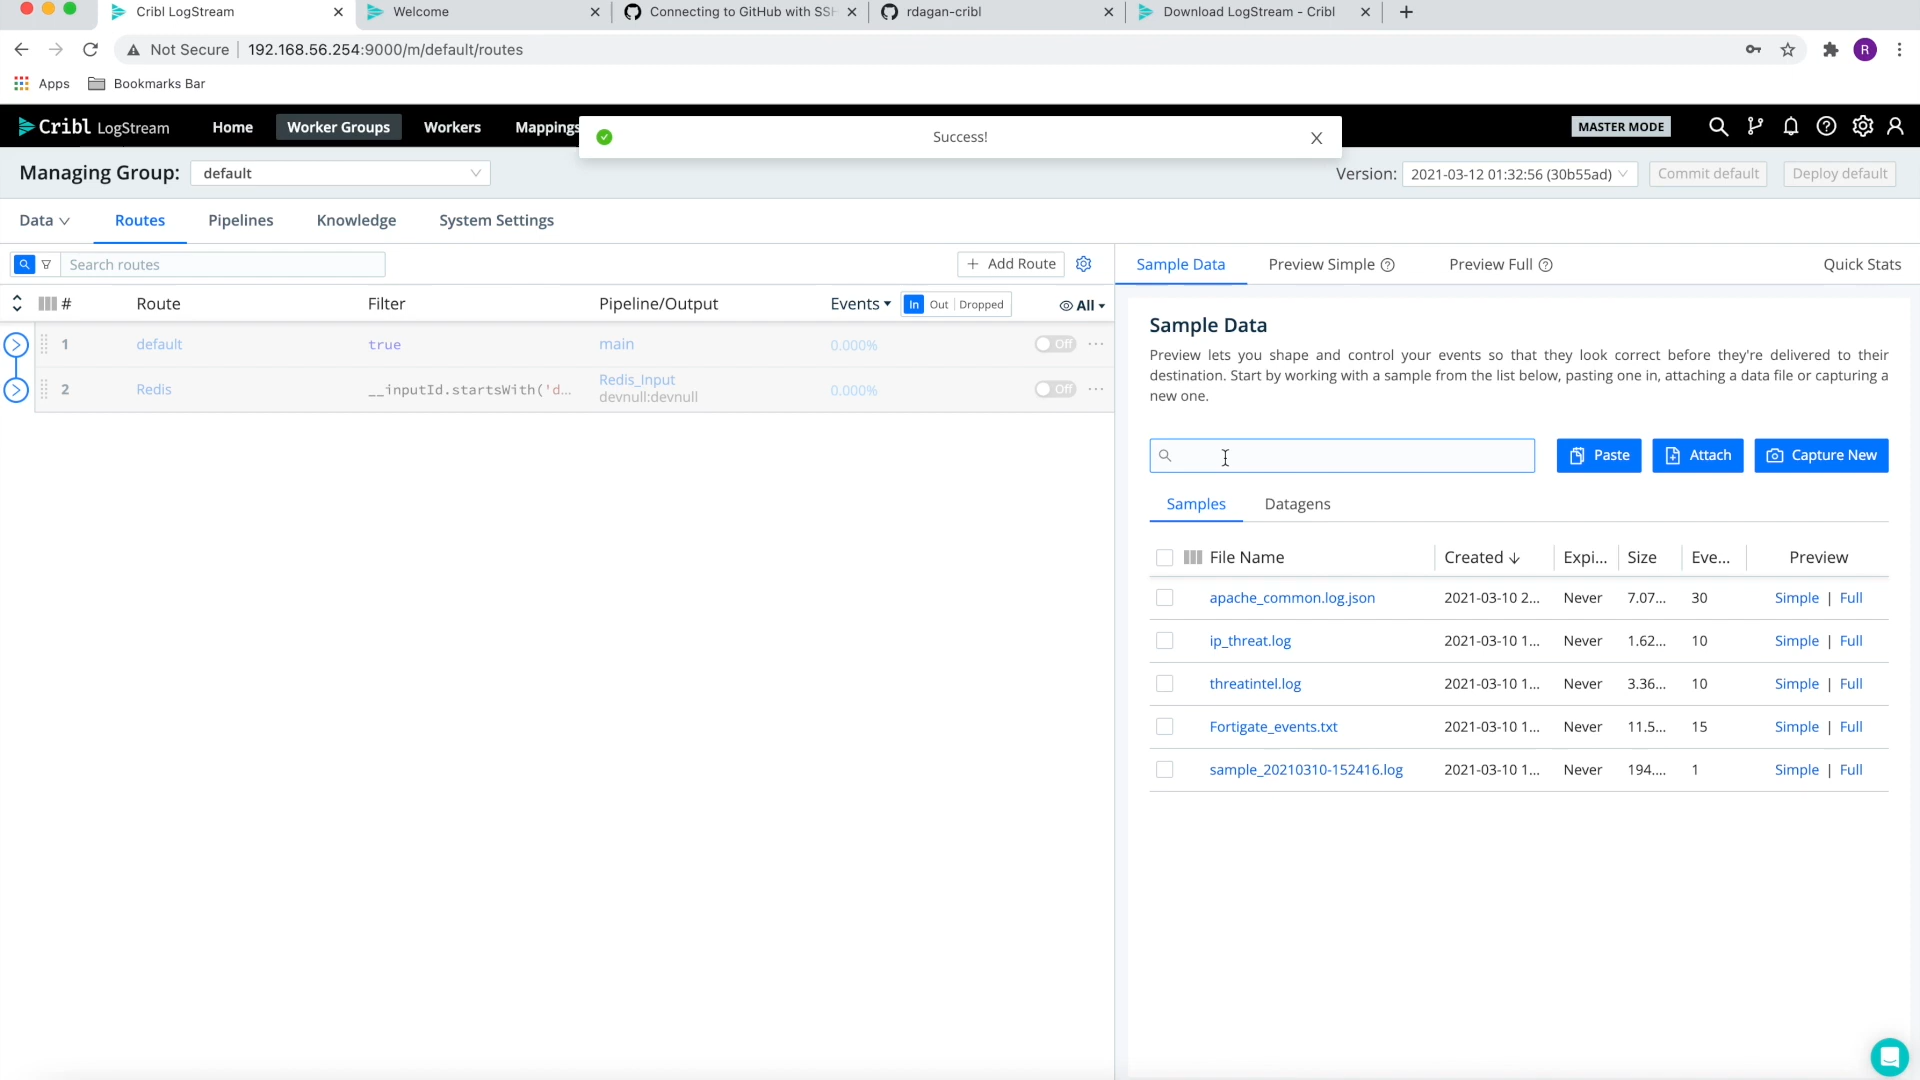 Cribl LogStream
Welcome
Connecting to GitHub with SSH
rdagan-cribl
Download LogStream - Cribl
Not Secure
192.168.56.254:9000/m/default/routes
R
Apps
Bookmarks Bar
Cribl LogStream
Home
Worker Groups
Workers
Mappings
Success!
MASTER MODE
Managing Group:
default
Version:
2021-03-12 01:32:56 (30b55ad)
Commit default
Deploy default
Data
Routes
Pipelines
Knowledge
System Settings
Search routes
+ Add Route
Sample Data
Preview Simple
Preview Full
Quick Stats
#
Route
Filter
Pipeline/Output
Events
In
Out
Dropped
All
1
default
true
main
0.000%
Off
2
Redis
__inputId.startsWith('d...
Redis_Input
devnull:devnull
0.000%
Off
Sample Data
Preview lets you shape and control your events so that they look correct before they're delivered to their
destination. Start by working with a sample from the list below, pasting one in, attaching a data file or capturing a
new one.
Paste
Attach
Capture New
Samples
Datagens
File Name Created Expi... Size Eve... Preview
apache_common.log.json 2021-03-10 2... Never 7.07... 30 Simple | Full
ip_threat.log 2021-03-10 1... Never 1.62... 10 Simple | Full
threatintel.log 2021-03-10 1... Never 3.36... 10 Simple | Full
Fortigate_events.txt 2021-03-10 1... Never 11.5... 15 Simple | Full
sample_20210310-152416.log 2021-03-10 1... Never 194.... 1 Simple | Full